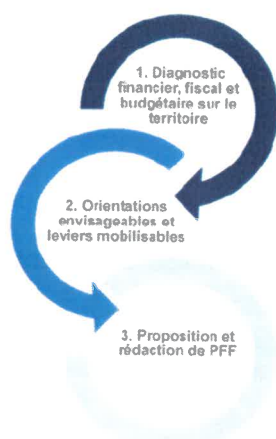 1. Diagnostic
financier, fiscal et
budgétaire sur le
territoire
2. Orientations
envisageables et
leviers mobilisables
3. Proposition et
rédaction de PFF